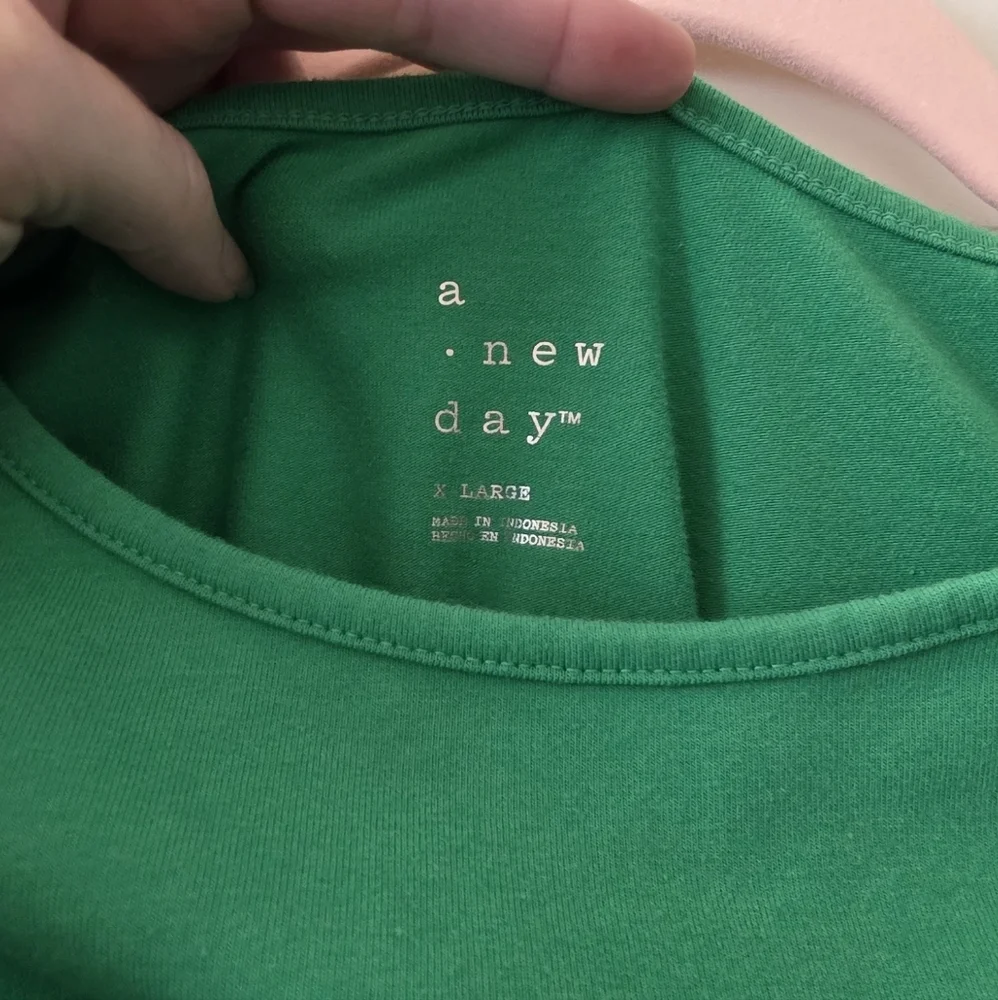 a
· new
day™
X LARGE
MADE IN INDONESIA
HECHO EN INDONESIA